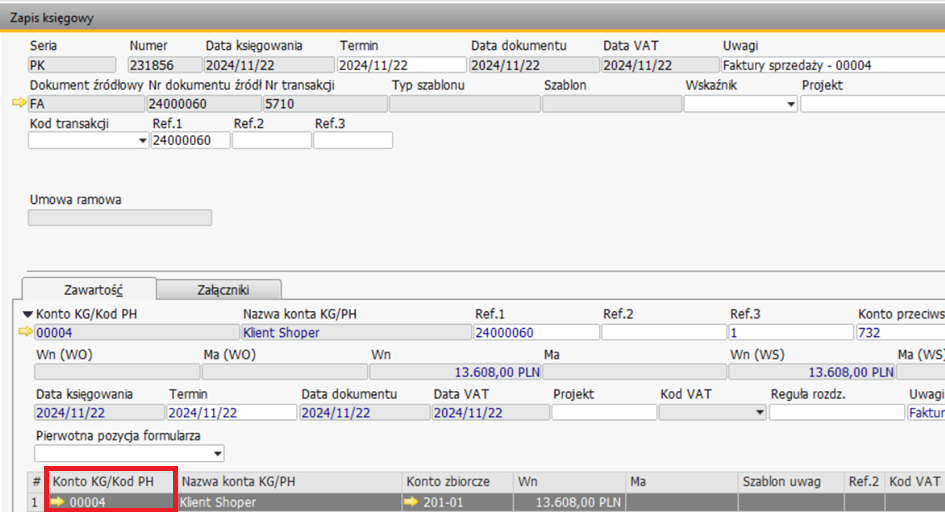 Zapis księgowy
Seria Numer Data księgowania Termin Data dokumentu Data VAT Uwagi
PK 231856 2024/11/22 2024/11/22 2024/11/22 2024/11/22 Faktury sprzedaży - 00004
Dokument źródłowy Nr dokumentu źródł Nr transakcji Typ szablonu Szablon Wskaźnik Projekt
FA 24000060 5710
Kod transakcji Ref.1 Ref.2 Ref.3
24000060
Umowa ramowa
Zawartość Załączniki
Konto KG/Kod PH Nazwa konta KG/PH Ref.1 Ref.2 Ref.3 Konto przeciws
00004 Klient Shoper 24000060 1 732
Wn (WO) Ma (WO) Wn Ma Wn (WS) Ma (WS)
13.608,00 PLN 13.608,00 PLN
Data księgowania Termin Data dokumentu Data VAT Projekt Kod VAT Reguła rozdz. Uwagi
2024/11/22 2024/11/22 2024/11/22 2024/11/22 Faktur
Pierwotna pozycja formularza
# Konto KG/Kod PH Nazwa konta KG/PH Konto zbiorcze Wn Ma Szablon uwag Ref.2 Kod VAT
1 00004 Klient Shoper 201-01 13.608,00 PLN